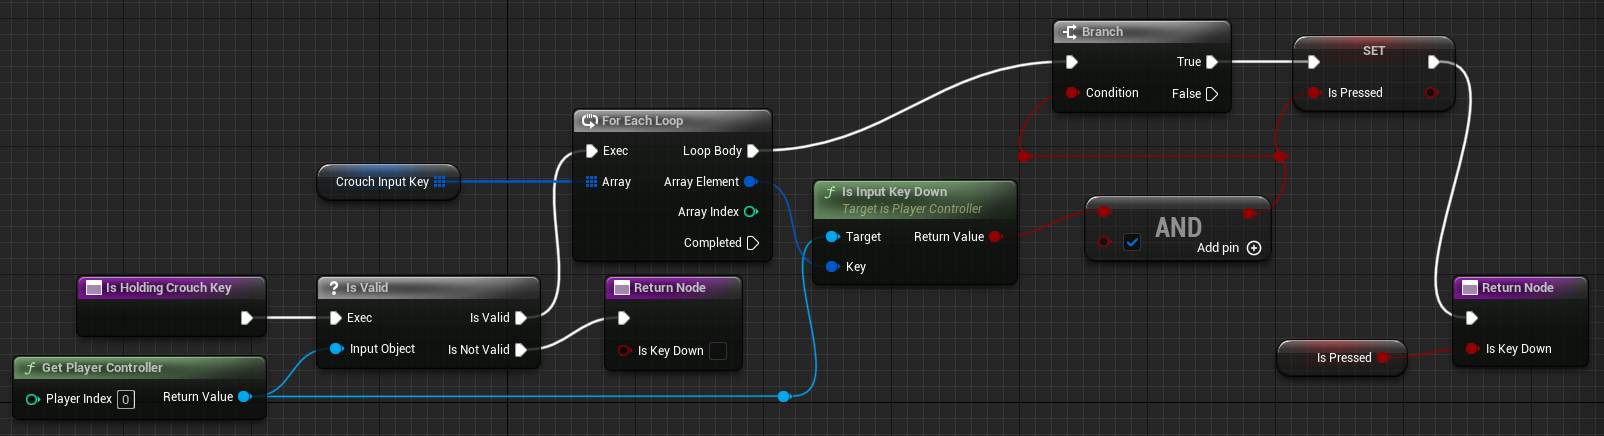 Branch
True
Condition
False
SET
Is Pressed
For Each Loop
Exec
Loop Body
Array
Array Element
Array Index
Completed
Crouch Input Key
f Is Input Key Down
Target is Player Controller
Target
Return Value
Key
AND
Add pin
Is Holding Crouch Key
? Is Valid
Exec
Is Valid
Input Object
Is Not Valid
Return Node
Is Key Down
f Get Player Controller
Player Index 0
Return Value
Is Pressed
Return Node
Is Key Down